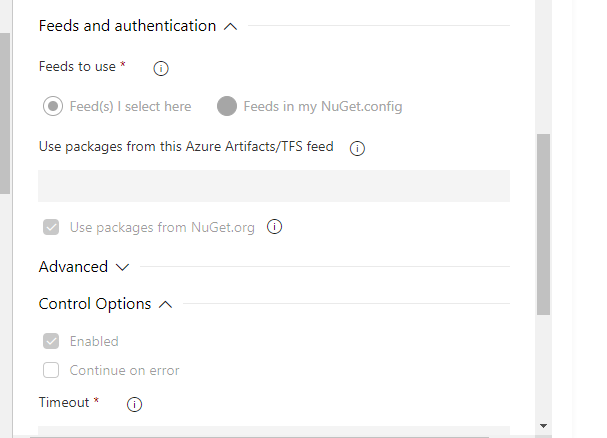 Feeds and authentication
Feeds to use *
Feed(s) I select here Feeds in my NuGet.config
Use packages from this Azure Artifacts/TFS feed
Use packages from NuGet.org
Advanced
Control Options
Enabled
Continue on error
Timeout *